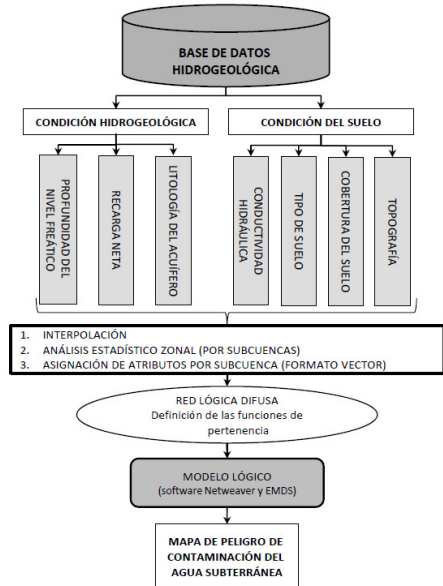 BASE DE DATOS
HIDROGEOLÓGICA
CONDICIÓN HIDROGEOLÓGICA
CONDICIÓN DEL SUELO
PROFUNDIDAD DEL
NIVEL FREÁTICO
RECARGA NETA
LITOLOGÍA DEL ACUÍFERO
CONDUCTIVIDAD
HIDRÁULICA
TIPO DE SUELO
COBERTURA DEL SUELO
TOPOGRAFÍA
1. INTERPOLACIÓN
2. ANÁLISIS ESTADÍSTICO ZONAL (POR SUBCUENCAS)
3. ASIGNACIÓN DE ATRIBUTOS POR SUBCUENCA (FORMATO VECTOR)
RED LÓGICA DIFUSA
Definición de las funciones de
pertenencia
MODELO LÓGICO
(software Netweaver y EMDS)
MAPA DE PELIGRO DE
CONTAMINACIÓN DEL
AGUA SUBTERRÁNEA